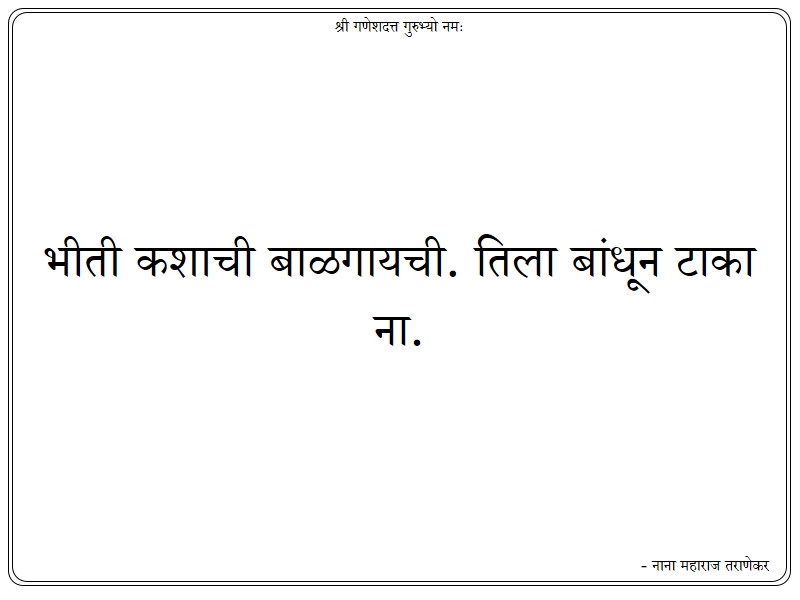 श्री गणेशदत्त गुरुभ्यो नमः
भीती कशाची बाळगायची. तिला बांधून टाका
ना.
- नाना महाराज तराणेकर